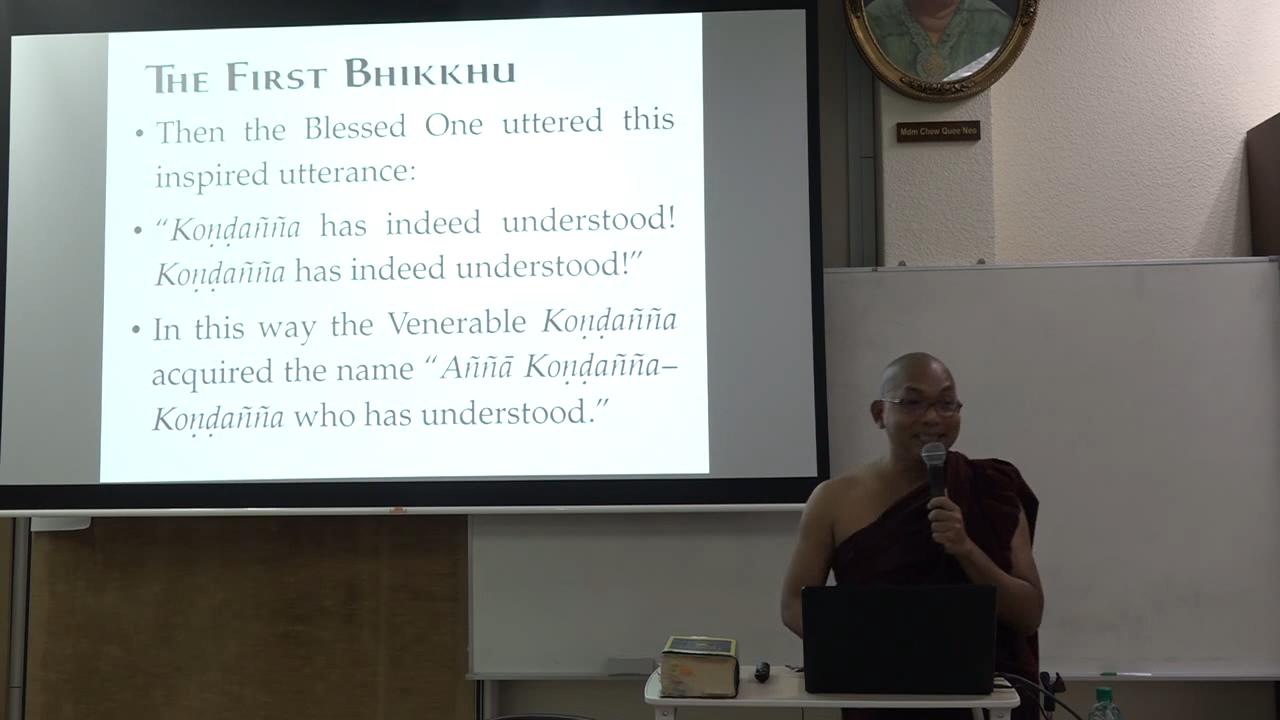 THE FIRST BHIKKHU
• Then the Blessed One uttered this
inspired utterance:
• “Koṇḍañña has indeed understood!
Koṇḍañña has indeed understood!”
• In this way the Venerable Koṇḍañña
acquired the name “Aññā Koṇḍañña–
Koṇḍañña who has understood.”
Mdm Chow Quee Neo